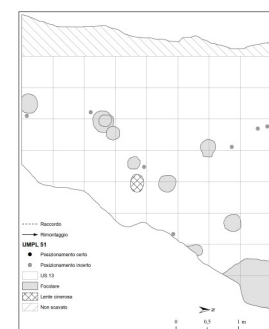 Raccordo
Rimontaggio
UMPL 51
Posizionamento certo
Posizionamento incerto
US 13
Focolare
Lente cinerosa
Non scavato
N
0 0,5 1 m